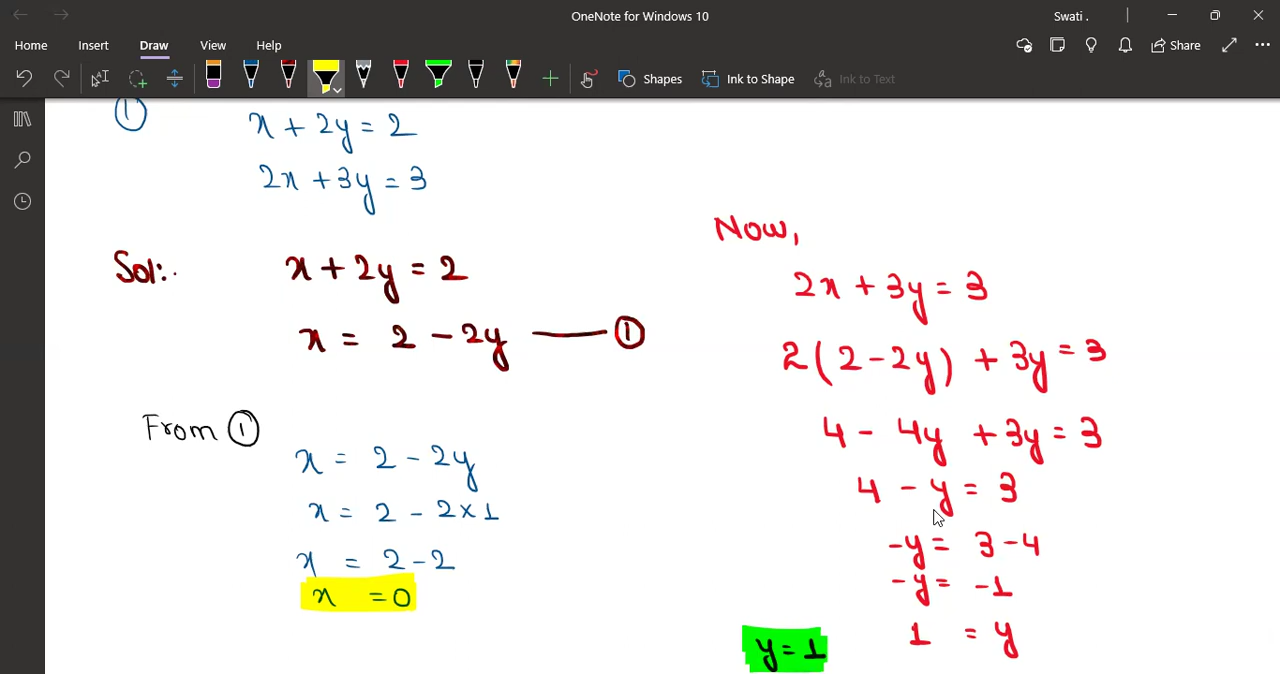 OneNote for Windows 10
Swati .
Home Insert Draw View Help
Share
Shapes Ink to Shape Ink to Text
① x + 2y = 2
2x + 3y = 3
Sol:. x + 2y = 2
x = 2 - 2y —— ①
From ①
x = 2 - 2y
x = 2 - 2 x 1
x = 2 - 2
x = 0
Now,
2x + 3y = 3
2(2 - 2y) + 3y = 3
4 - 4y + 3y = 3
4 - y = 3
-y = 3 - 4
-y = -1
1 = y
y = 1